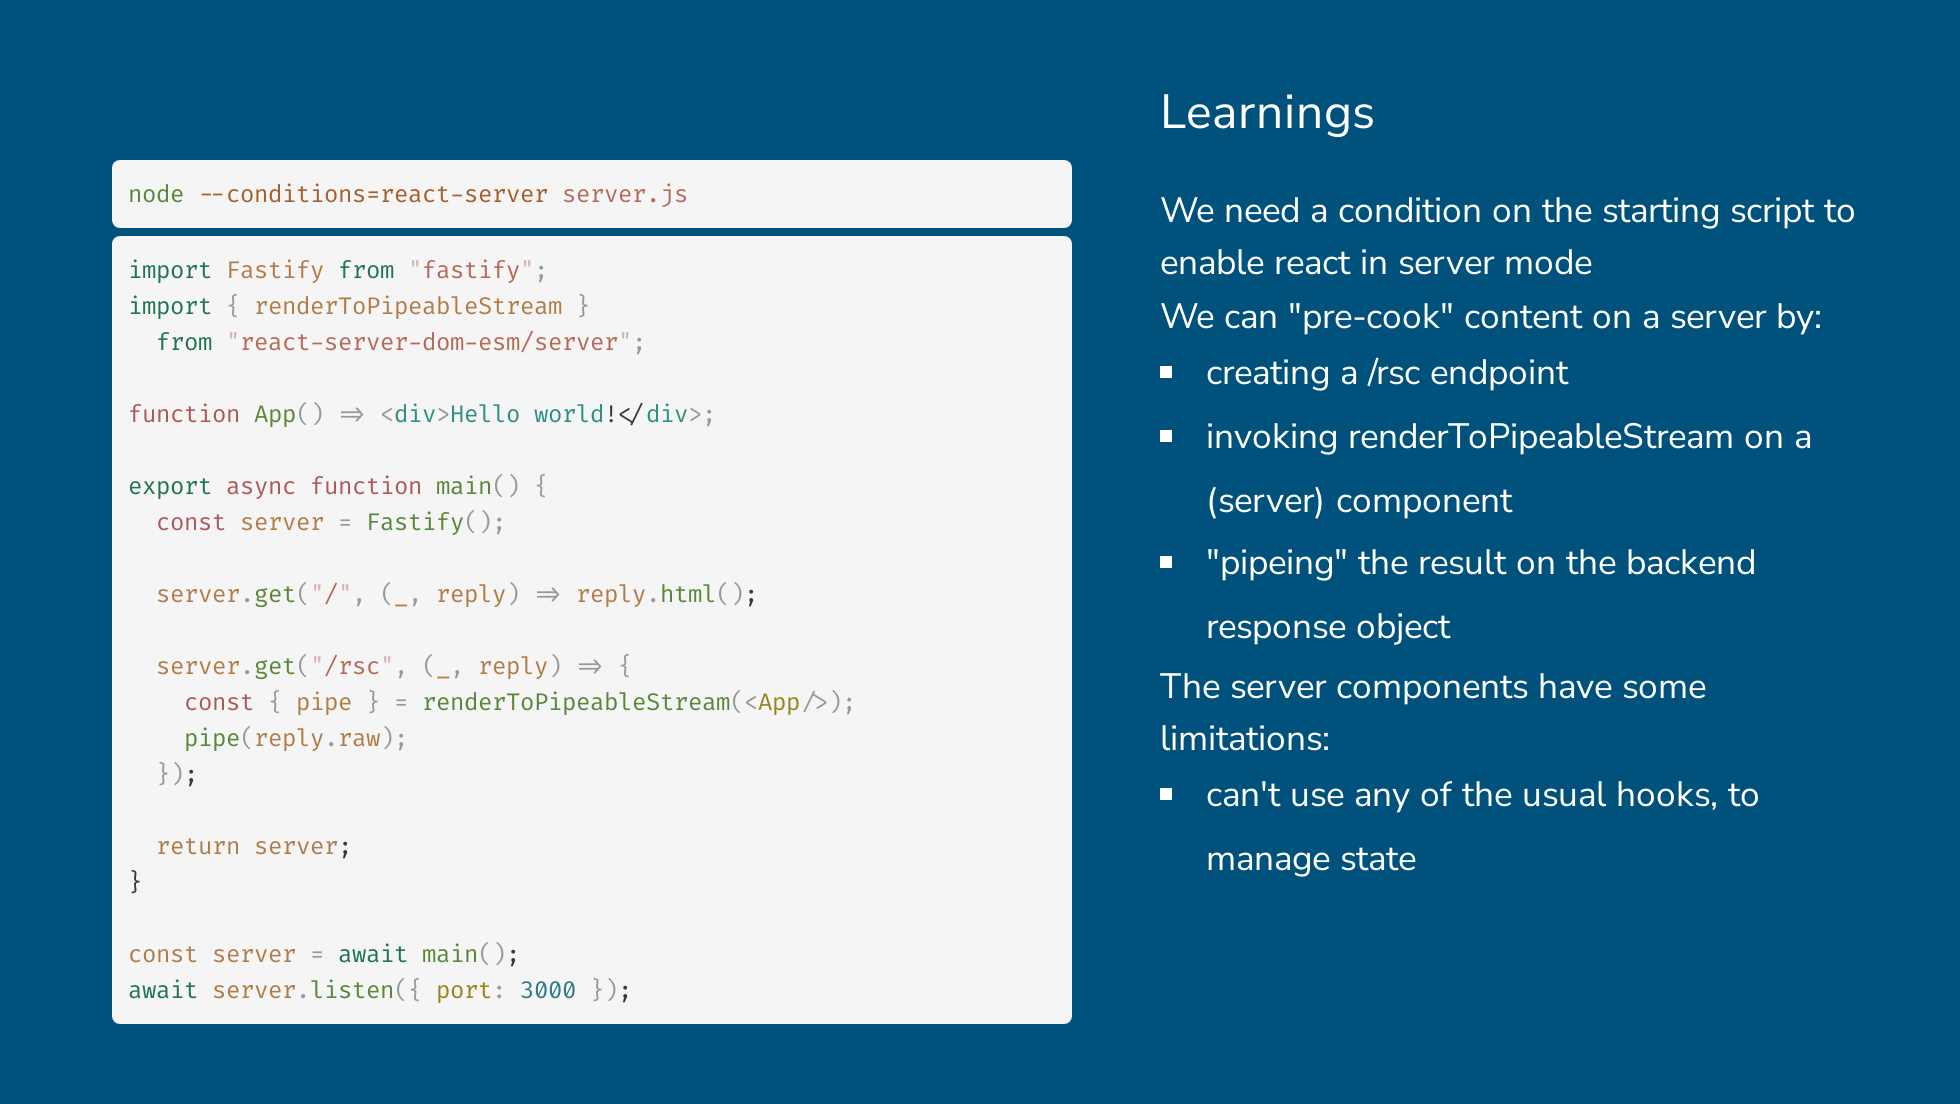 node --conditions=react-server server.js
import Fastify from "fastify";
import { renderToPipeableStream }
  from "react-server-dom-esm/server";
function App() => <div>Hello world!</div>;
export async function main() {
  const server = Fastify();
  server.get("/", (_, reply) => reply.html();
  server.get("/rsc", (_, reply) => {
    const { pipe } = renderToPipeableStream(<App/>);
    pipe(reply.raw);
  });
  return server;
}
const server = await main();
await server.listen({ port: 3000 });
Learnings
We need a condition on the starting script to
enable react in server mode
We can "pre-cook" content on a server by:
▪ creating a /rsc endpoint
▪ invoking renderToPipeableStream on a
(server) component
▪ "pipeing" the result on the backend
response object
The server components have some
limitations:
▪ can't use any of the usual hooks, to
manage state